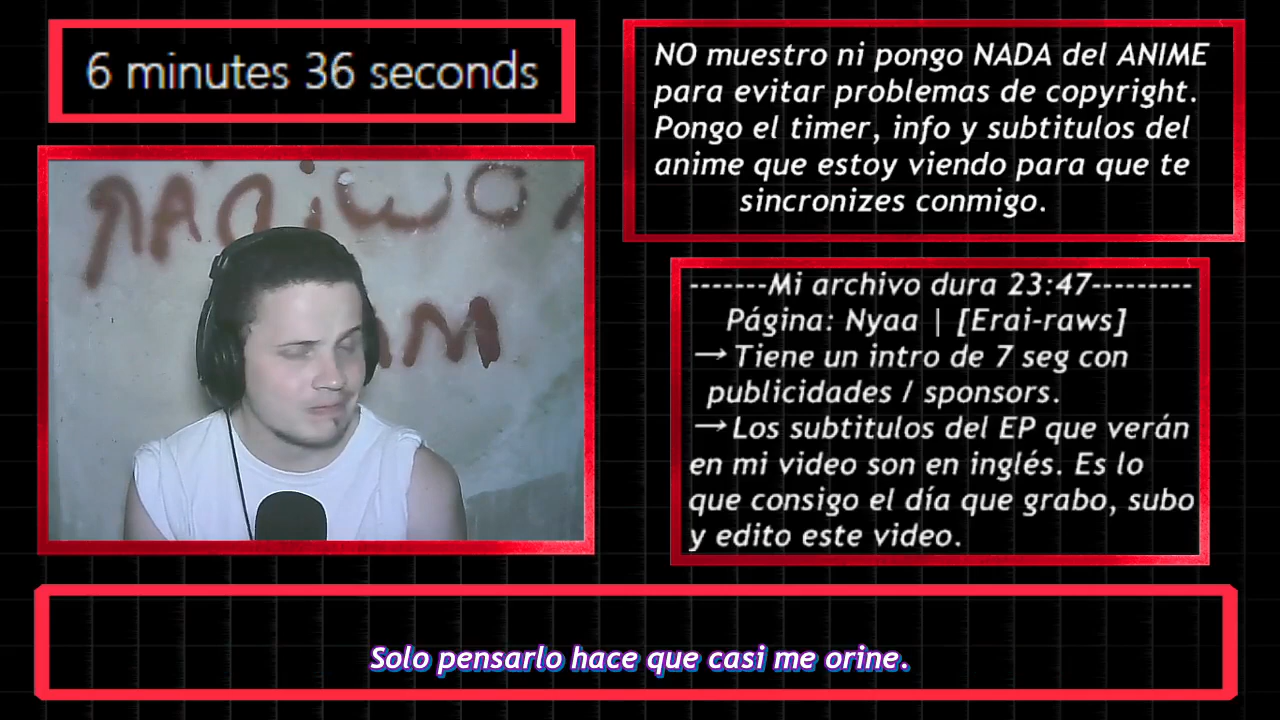 6 minutes 36 seconds
NO muestro ni pongo NADA del ANIME
para evitar problemas de copyright.
Pongo el timer, info y subtitulos del
anime que estoy viendo para que te
sincronizes conmigo.
-------Mi archivo dura 23:47---------
Página: Nyaa | [Erai-raws]
→Tiene un intro de 7 seg con
publicidades / sponsors.
→Los subtitulos del EP que verán
en mi video son en inglés. Es lo
que consigo el día que grabo, subo
y edito este video.
Solo pensarlo hace que casi me orine.